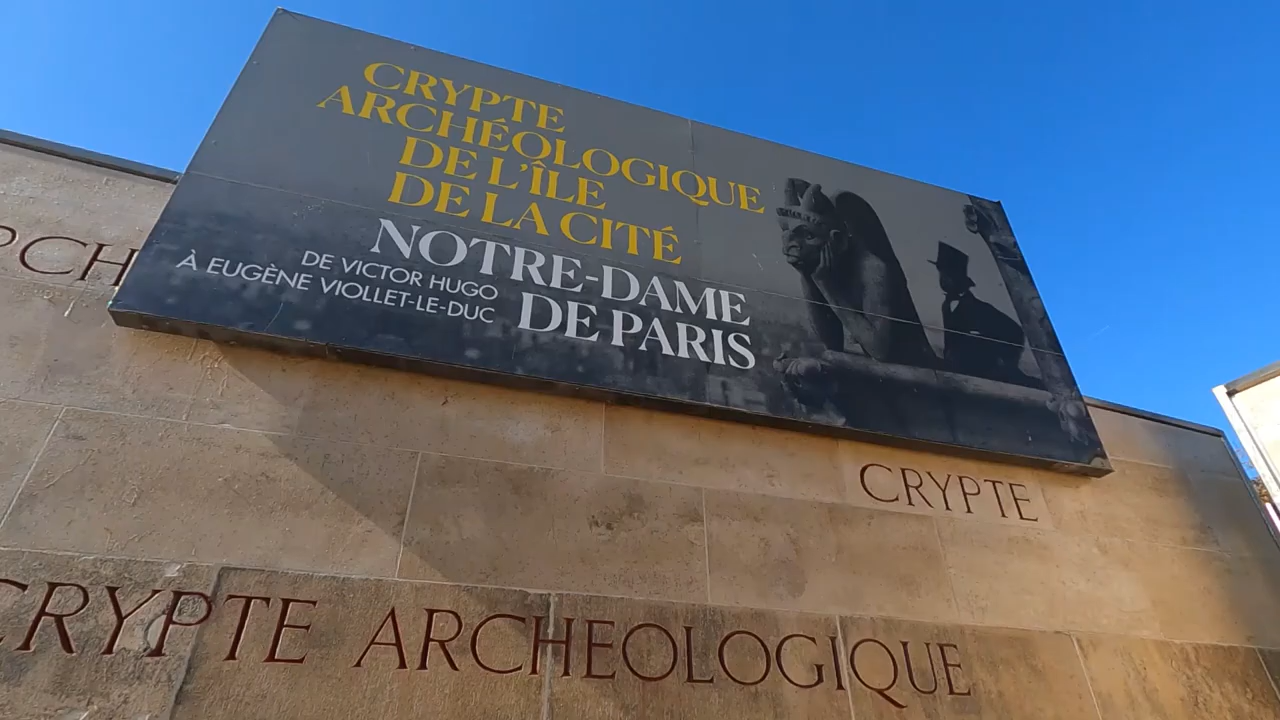 CRYPTE
ARCHÉOLOGIQUE
DE L'ÎLE
DE LA CITÉ
NOTRE-DAME
DE PARIS
DE VICTOR HUGO
À EUGÈNE VIOLLET-LE-DUC
CRYPTE
CRYPTE ARCHEOLOGIQUE